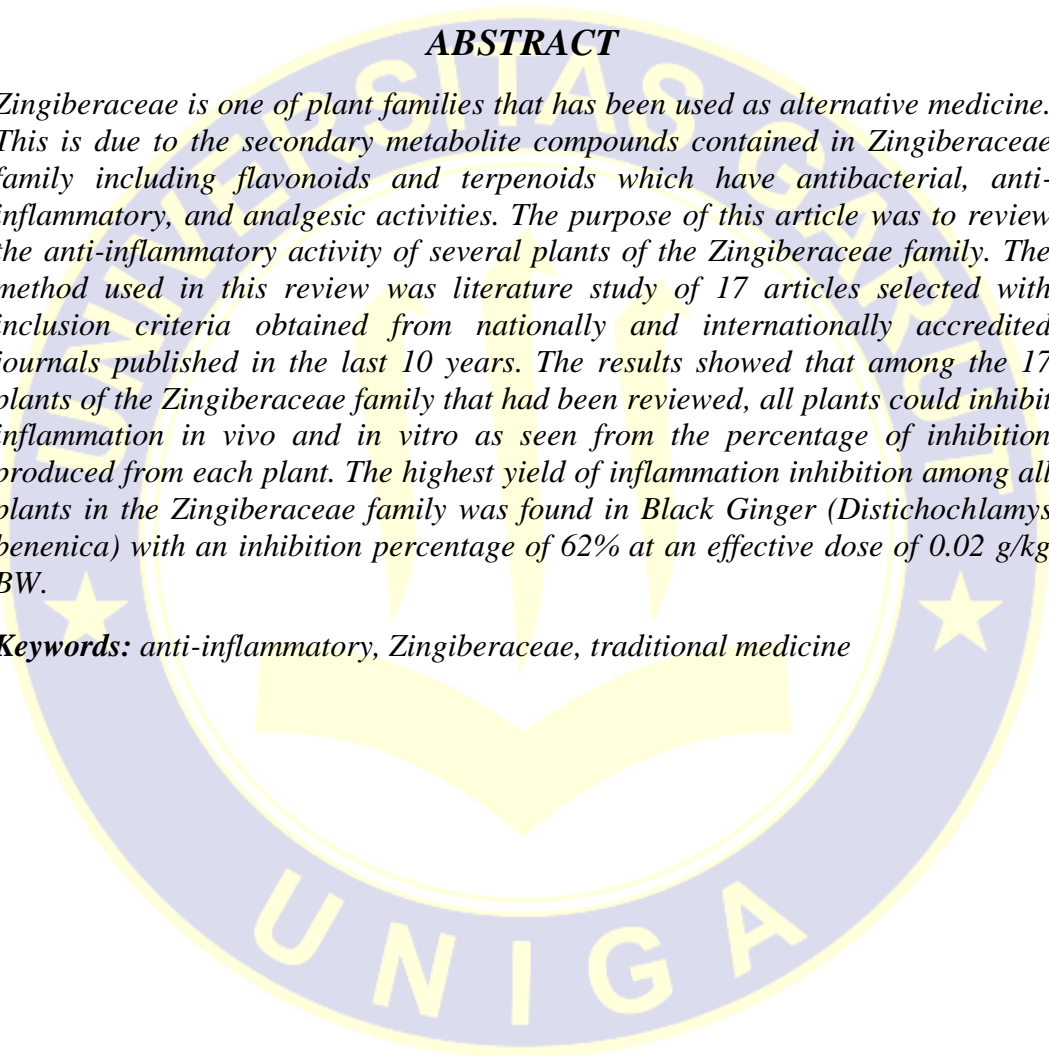 ABSTRACT
Zingiberaceae is one of plant families that has been used as alternative medicine.
This is due to the secondary metabolite compounds contained in Zingiberaceae
family including flavonoids and terpenoids which have antibacterial, anti-
inflammatory, and analgesic activities. The purpose of this article was to review
the anti-inflammatory activity of several plants of the Zingiberaceae family. The
method used in this review was literature study of 17 articles selected with
inclusion criteria obtained from nationally and internationally accredited
journals published in the last 10 years. The results showed that among the 17
plants of the Zingiberaceae family that had been reviewed, all plants could inhibit
inflammation in vivo and in vitro as seen from the percentage of inhibition
produced from each plant. The highest yield of inflammation inhibition among all
plants in the Zingiberaceae family was found in Black Ginger (Distichochlamys
benenica) with an inhibition percentage of 62% at an effective dose of 0.02 g/kg
BW.
Keywords: anti-inflammatory, Zingiberaceae, traditional medicine
UNIVERSITAS GARUT
UNIGA